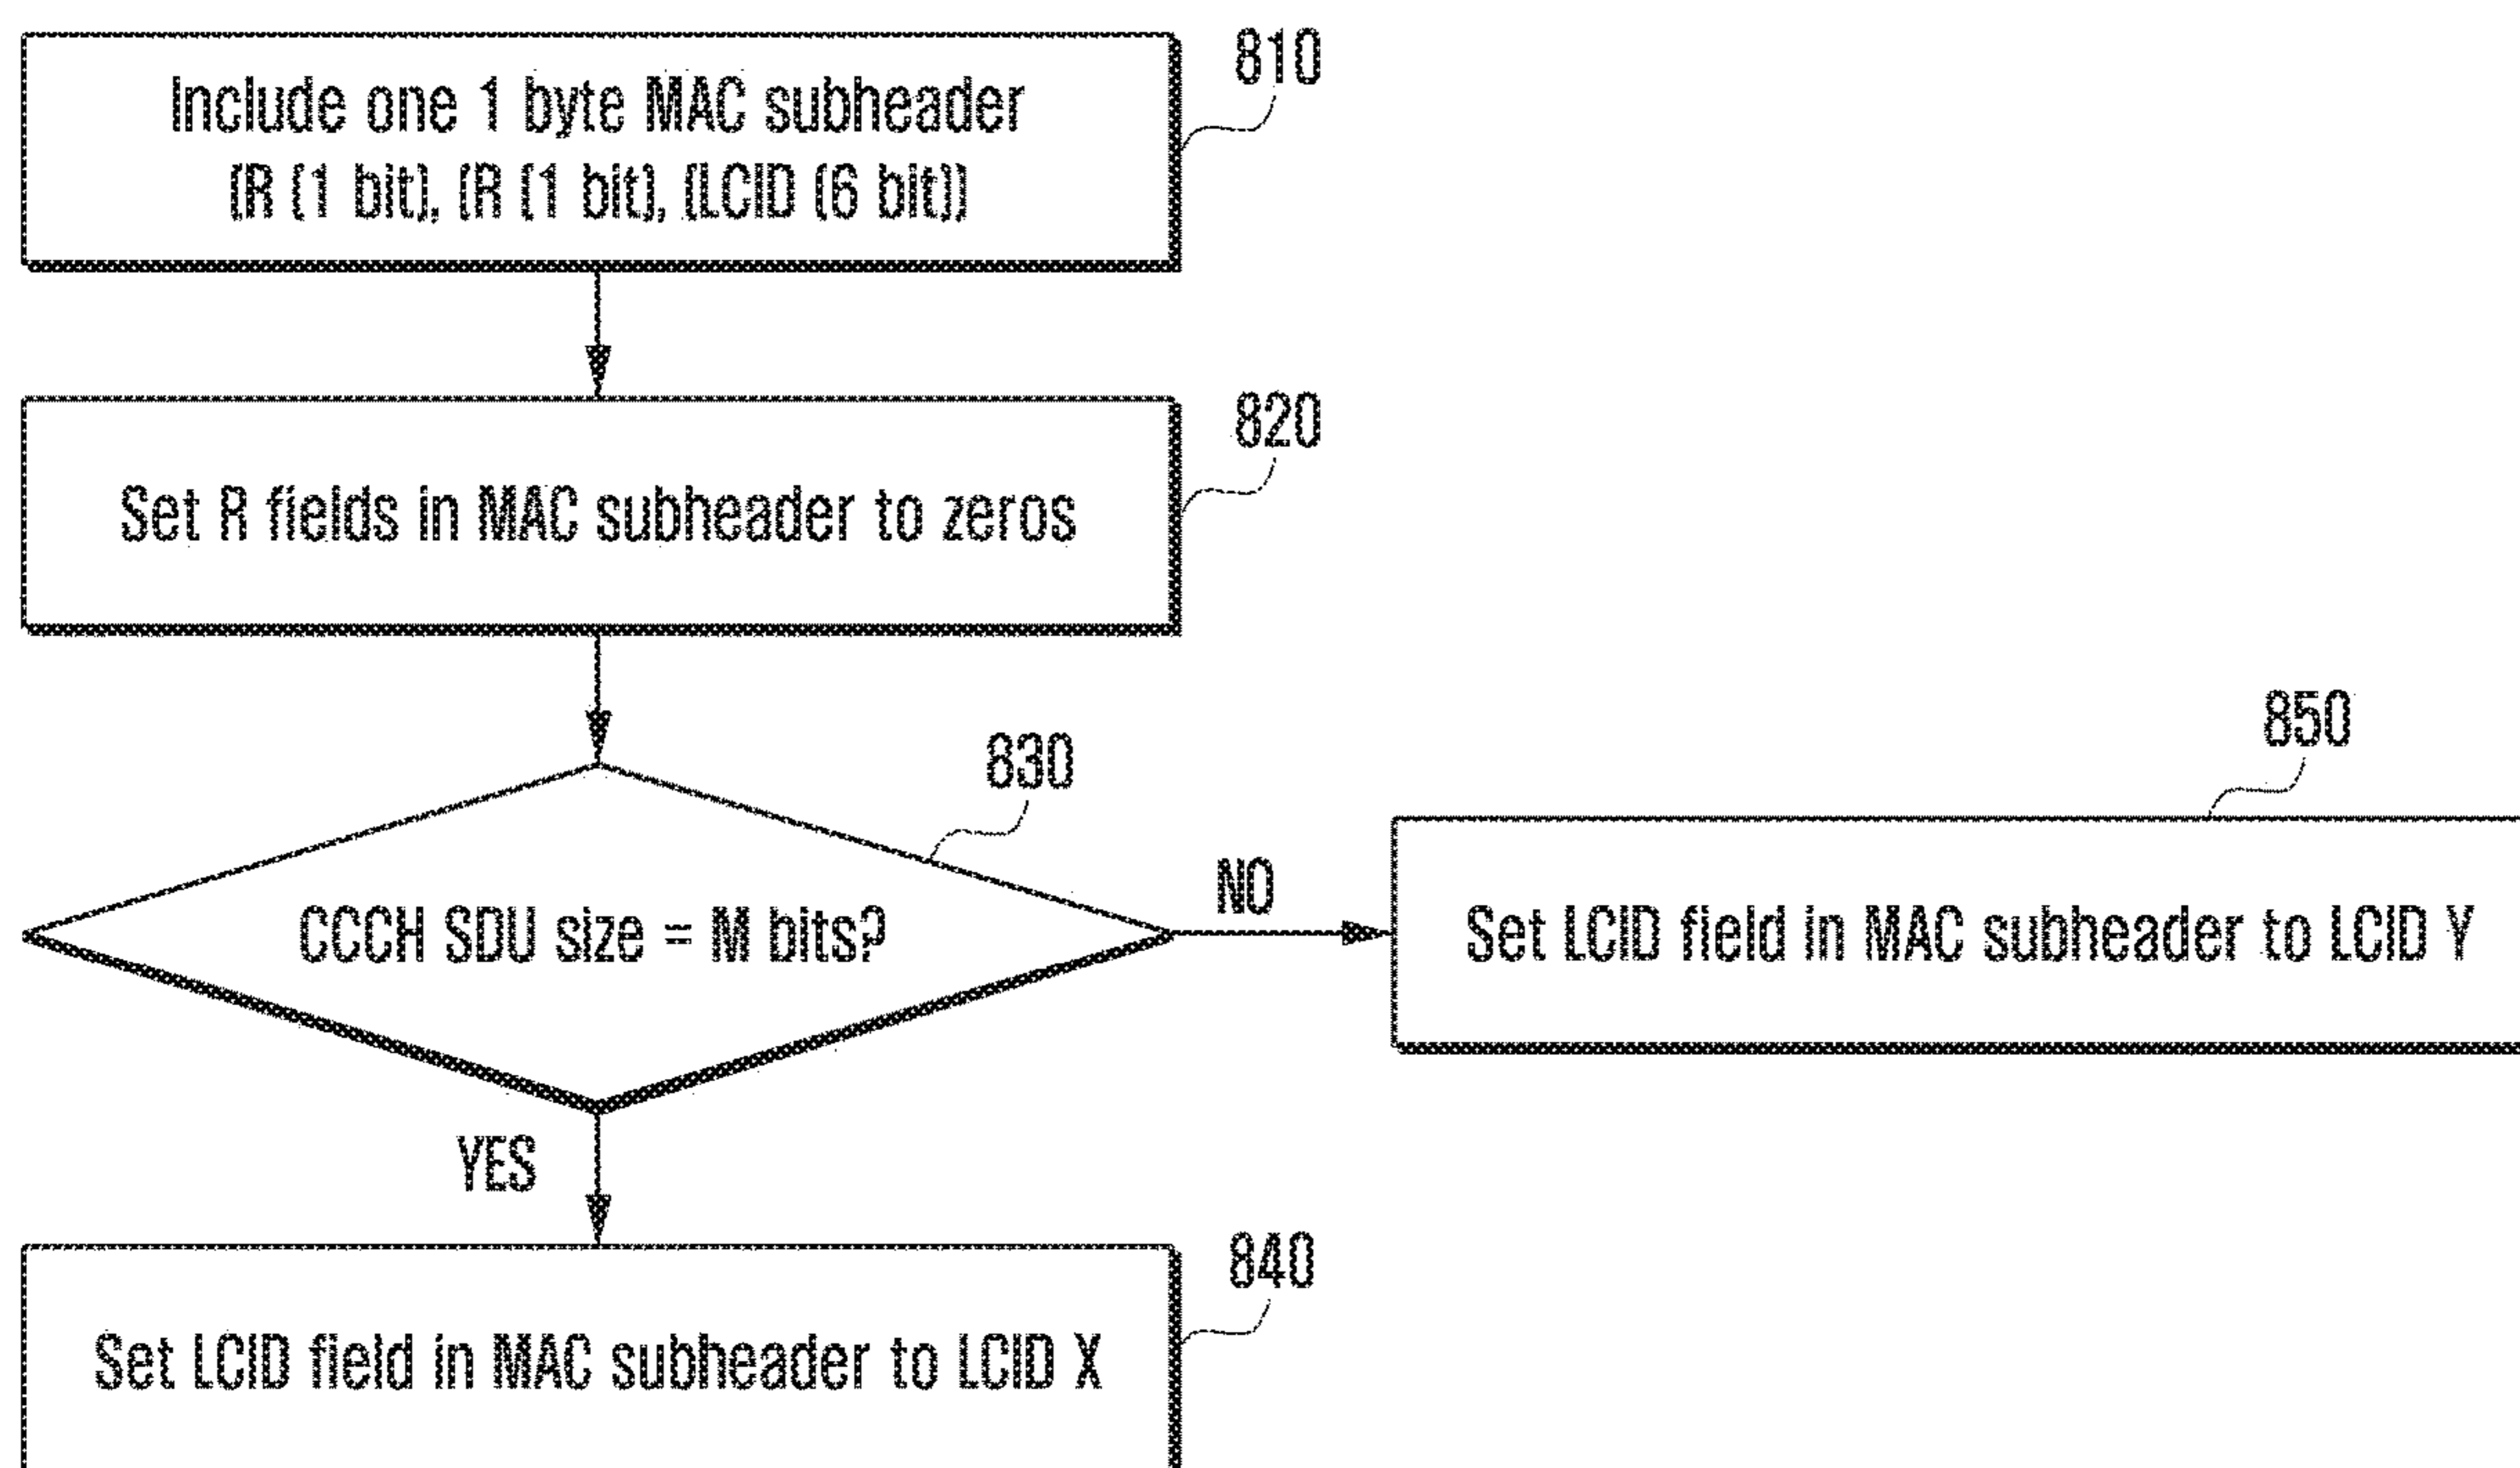 810
Include one 1 byte MAC subheader
(R (1 bit), (R (1 bit), (LCID (6 bit))
820
Set R fields in MAC subheader to zeros
830
850
CCCH SDU size = M bits?
NO
Set LCID field in MAC subheader to LCID Y
YES
840
Set LCID field in MAC subheader to LCID X